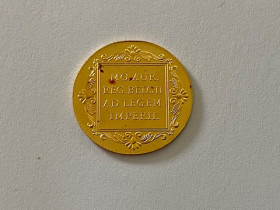 MO.AUR.
REG.BELGII
AD LEGEM
IMPERII.